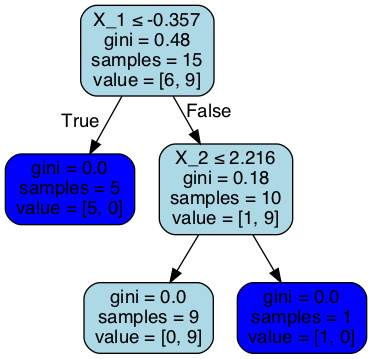 X_1 ≤ -0.357
gini = 0.48
samples = 15
value = [6, 9]
True
False
gini = 0.0
samples = 5
value = [5, 0]
X_2 ≤ 2.216
gini = 0.18
samples = 10
value = [1, 9]
gini = 0.0
samples = 9
value = [0, 9]
gini = 0.0
samples = 1
value = [1, 0]